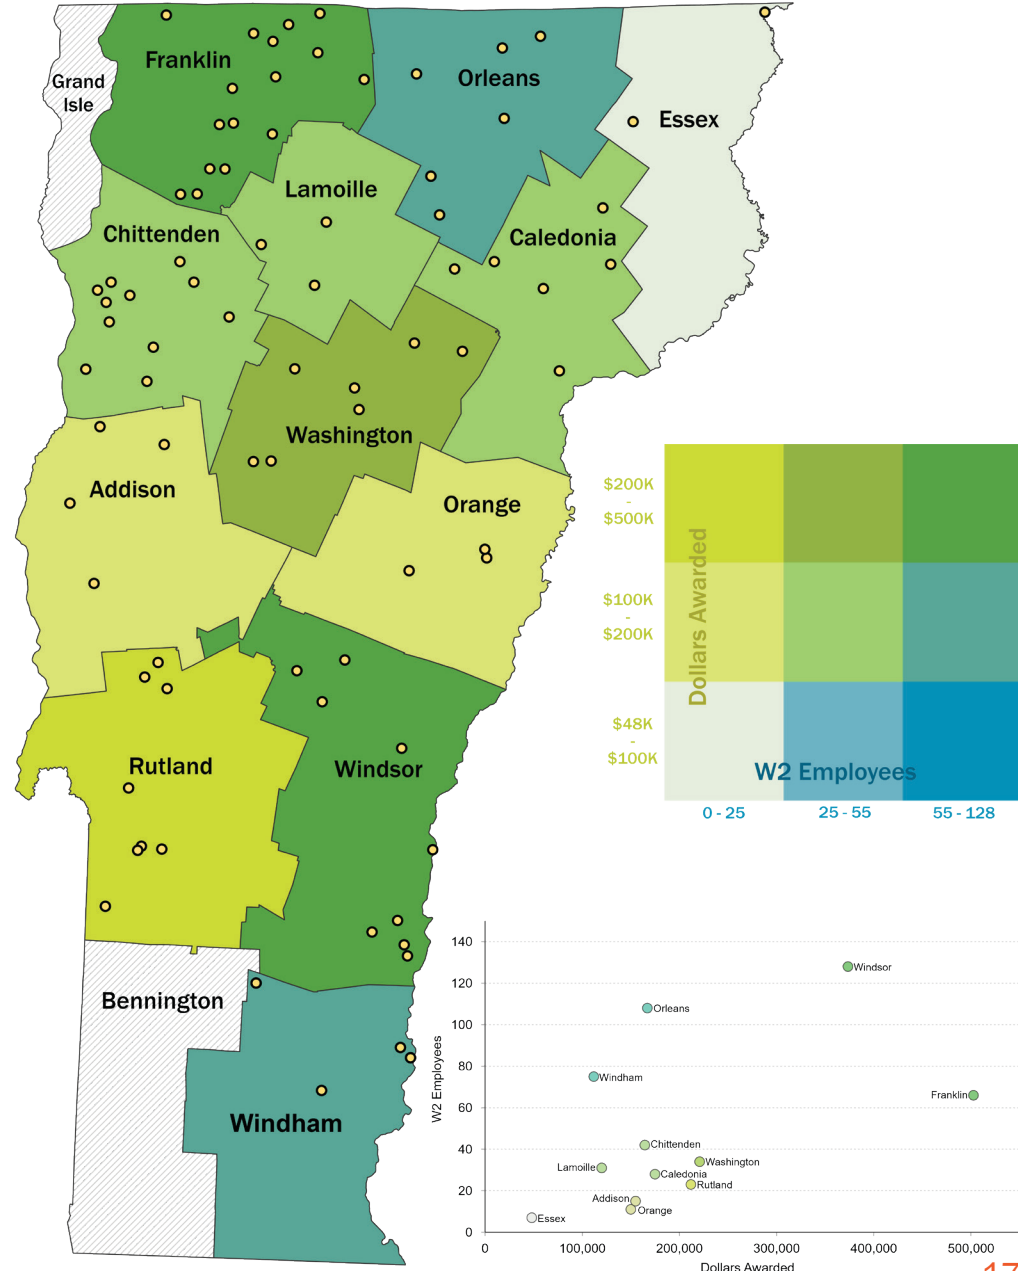 Franklin
Grand
Isle
Orleans
Essex
Lamoille
Chittenden
Caledonia
Washington
Addison
Orange
Rutland
Windsor
Bennington
Windham
$200K
-
$500K
$100K
-
$200K
$48K
-
$100K
Dollars Awarded
W2 Employees
0 - 25
25 - 55
55 - 128
W2 Employees
140
120
100
80
60
40
20
0
Windsor
Orleans
Windham
Franklin
Chittenden
Washington
Lamoille
Caledonia
Rutland
Addison
Orange
Essex
0
100,000
200,000
300,000
400,000
500,000
Dollars Awarded